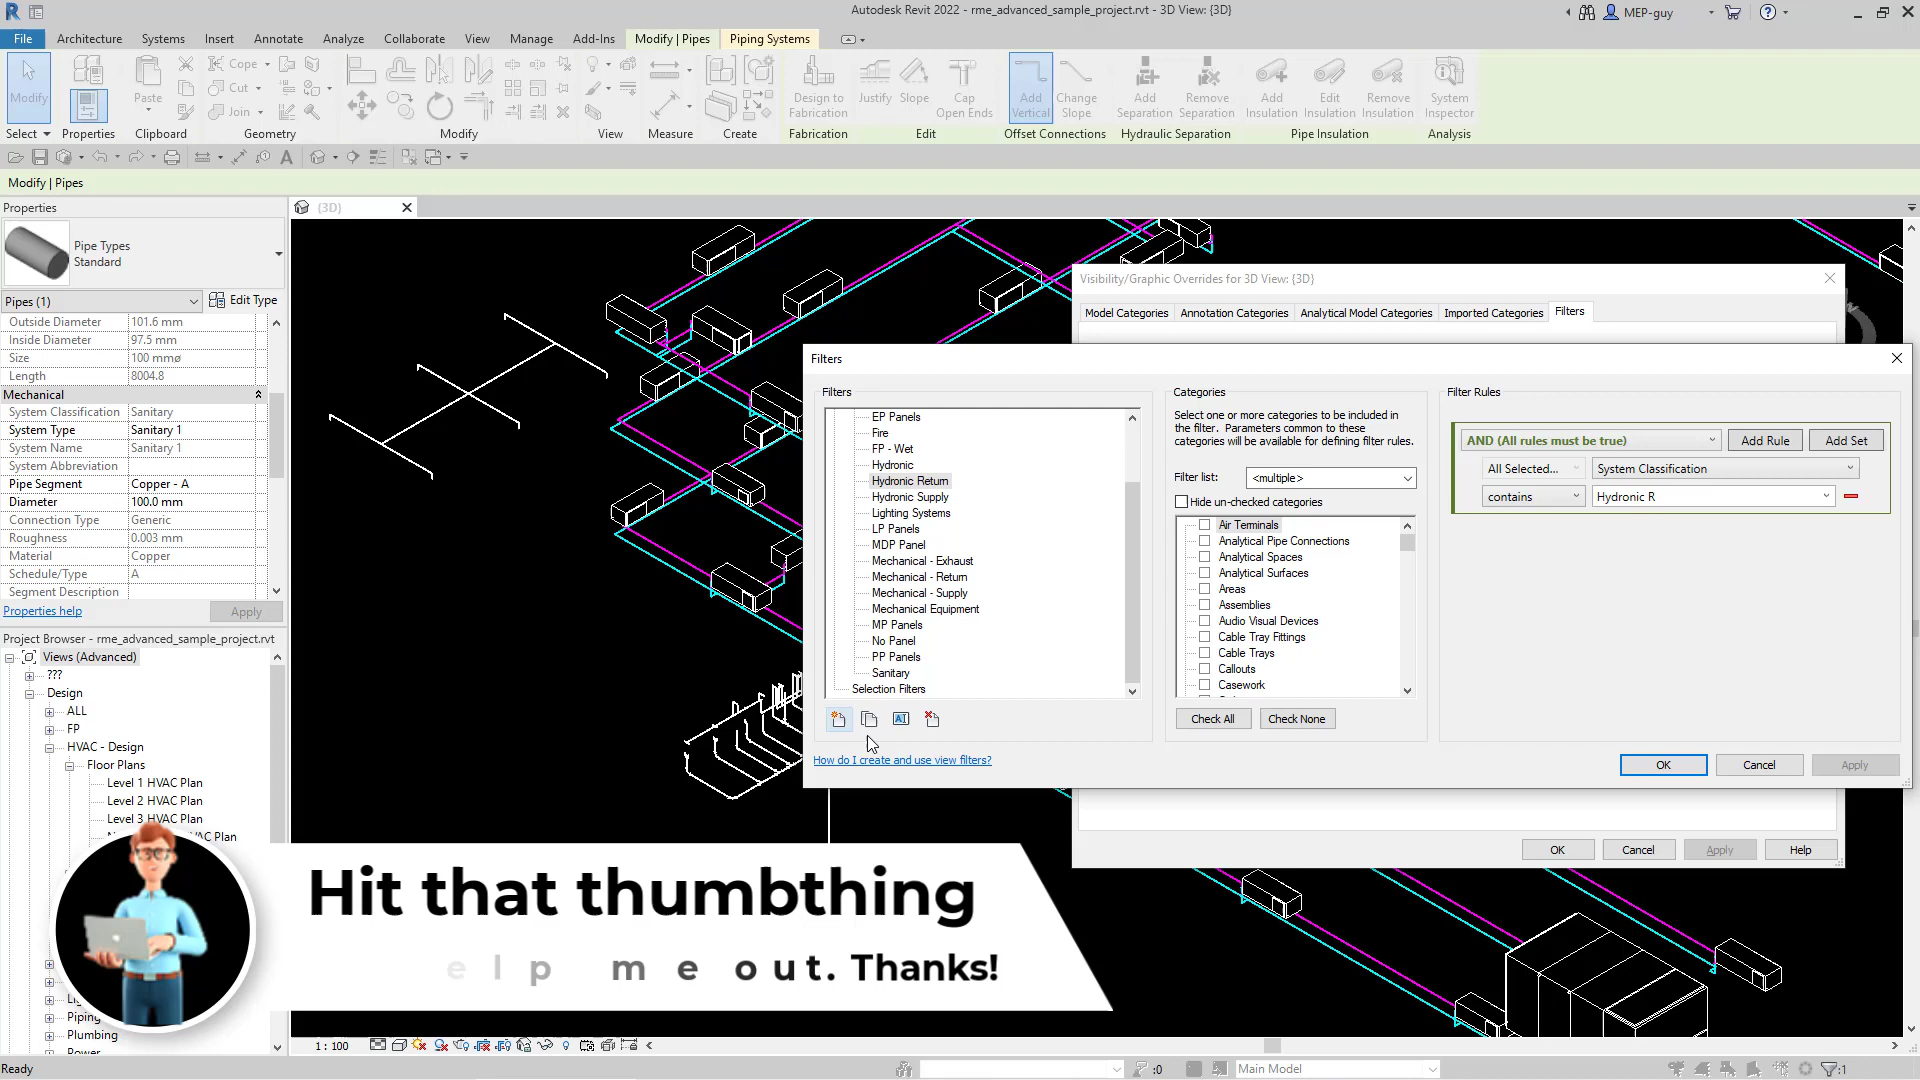 Autodesk Revit 2022 - rme_advanced_sample_project.rvt - 3D View: {3D}
MEP-guy
File Architecture Systems Insert Annotate Analyze Collaborate View Manage Add-Ins Modify | Pipes Piping Systems
Modify
Paste
Cope
Cut
Join
Design to Fabrication
Justify
Slope
Cap Open Ends
Add Vertical
Change Slope
Add Separation
Remove Separation
Add Insulation
Edit Insulation
Remove Insulation
System Inspector
Select Properties Clipboard Geometry Modify View Measure Create Fabrication Edit Offset Connections Hydraulic Separation Pipe Insulation Analysis
Modify | Pipes
Properties
Pipe Types
Standard
Pipes (1) Edit Type
Outside Diameter 101.6 mm
Inside Diameter 97.5 mm
Size 100 mmø
Length 8004.8
Mechanical
System Classification Sanitary
System Type Sanitary 1
System Name Sanitary 1
System Abbreviation
Pipe Segment Copper - A
Diameter 100.0 mm
Connection Type Generic
Roughness 0.003 mm
Material Copper
Schedule/Type A
Segment Description
Properties help Apply
Project Browser - rme_advanced_sample_project.rvt
Views (Advanced)
???
Design
ALL
FP
HVAC - Design
Floor Plans
Level 1 HVAC Plan
Level 2 HVAC Plan
Level 3 HVAC Plan
VAC Plan
Piping
Plumbing
Power
{3D}
Visibility/Graphic Overrides for 3D View: {3D}
Model Categories Annotation Categories Analytical Model Categories Imported Categories Filters
Filters
Filters
EP Panels
Fire
FP - Wet
Hydronic
Hydronic Return
Hydronic Supply
Lighting Systems
LP Panels
MDP Panel
Mechanical - Exhaust
Mechanical - Return
Mechanical - Supply
Mechanical Equipment
MP Panels
No Panel
PP Panels
Sanitary
Selection Filters
How do I create and use view filters?
Categories
Select one or more categories to be included in
the filter. Parameters common to these
categories will be available for defining filter rules.
Filter list: <multiple>
Hide un-checked categories
Air Terminals
Analytical Pipe Connections
Analytical Spaces
Analytical Surfaces
Areas
Assemblies
Audio Visual Devices
Cable Tray Fittings
Cable Trays
Callouts
Casework
Check All Check None
Filter Rules
AND (All rules must be true) Add Rule Add Set
All Selected... System Classification
contains Hydronic R
OK Cancel Apply
OK Cancel Apply Help
Hit that thumbthing
elp me out. Thanks!
1 : 100
Ready
:0
Main Model
:1